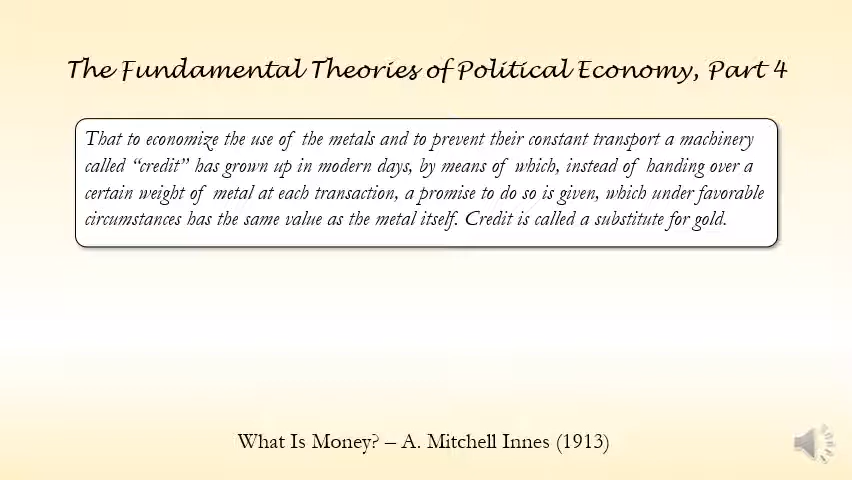 The Fundamental Theories of Political Economy, Part 4
That to economize the use of the metals and to prevent their constant transport a machinery
called “credit” has grown up in modern days, by means of which, instead of handing over a
certain weight of metal at each transaction, a promise to do so is given, which under favorable
circumstances has the same value as the metal itself. Credit is called a substitute for gold.
What Is Money? – A. Mitchell Innes (1913)